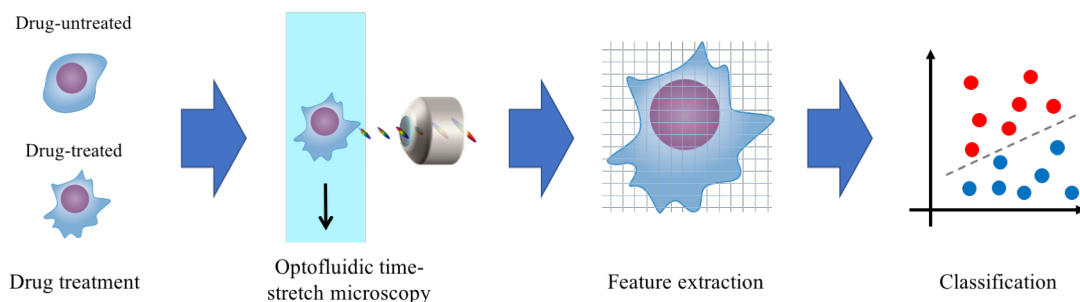 Drug-untreated
Drug-treated
Drug treatment
Optofluidic time-
stretch microscopy
Feature extraction
Classification